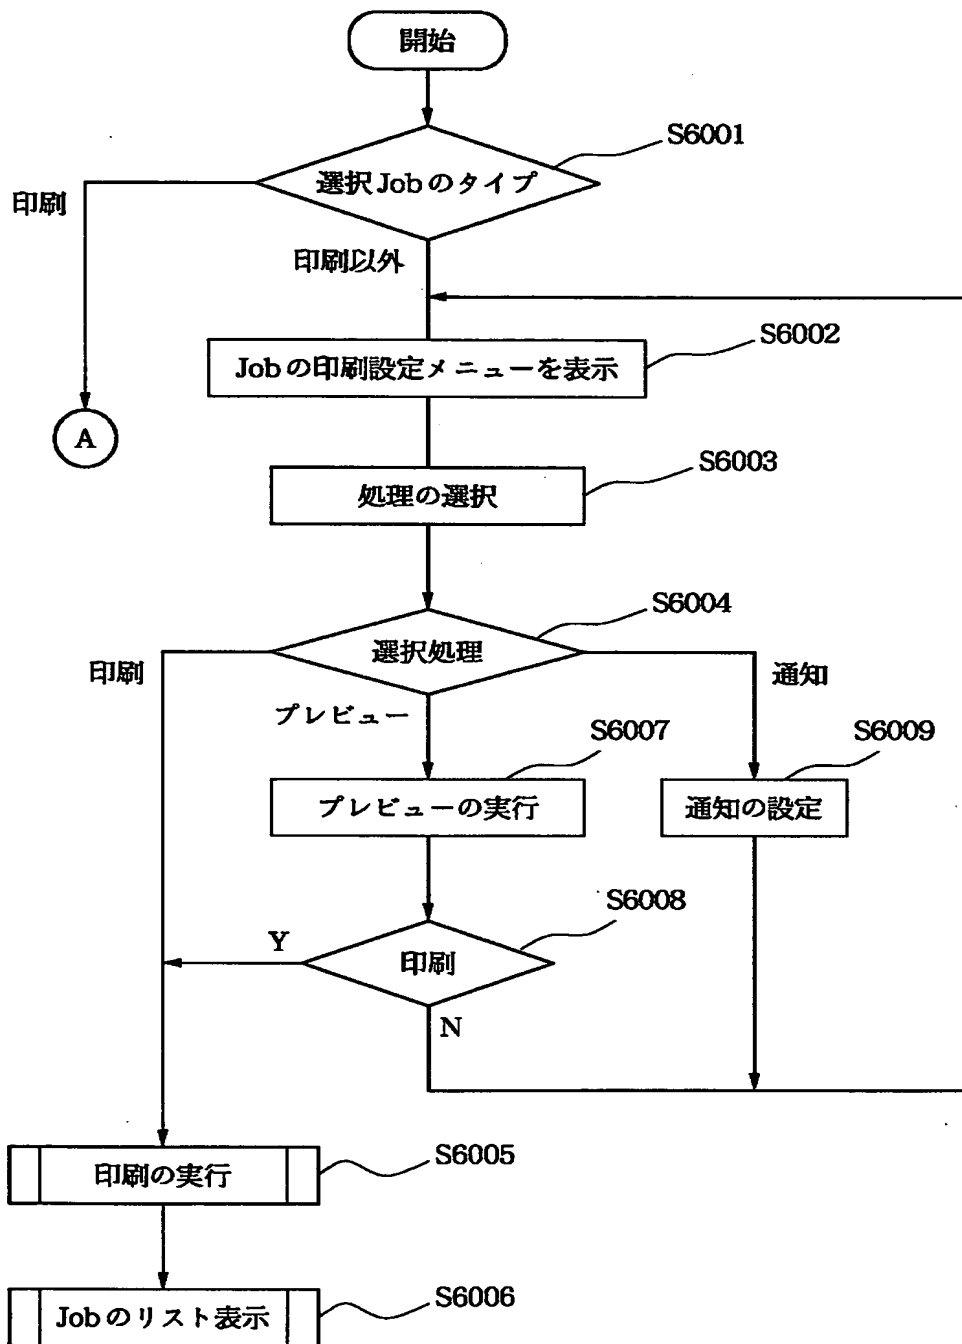 開始
S6001
選択Jobのタイプ
印刷
印刷以外
S6002
Jobの印刷設定メニューを表示
A
S6003
処理の選択
S6004
選択処理
印刷
通知
プレビュー
S6007
S6009
プレビューの実行
通知の設定
S6008
Y
印刷
N
S6005
印刷の実行
S6006
Jobのリスト表示